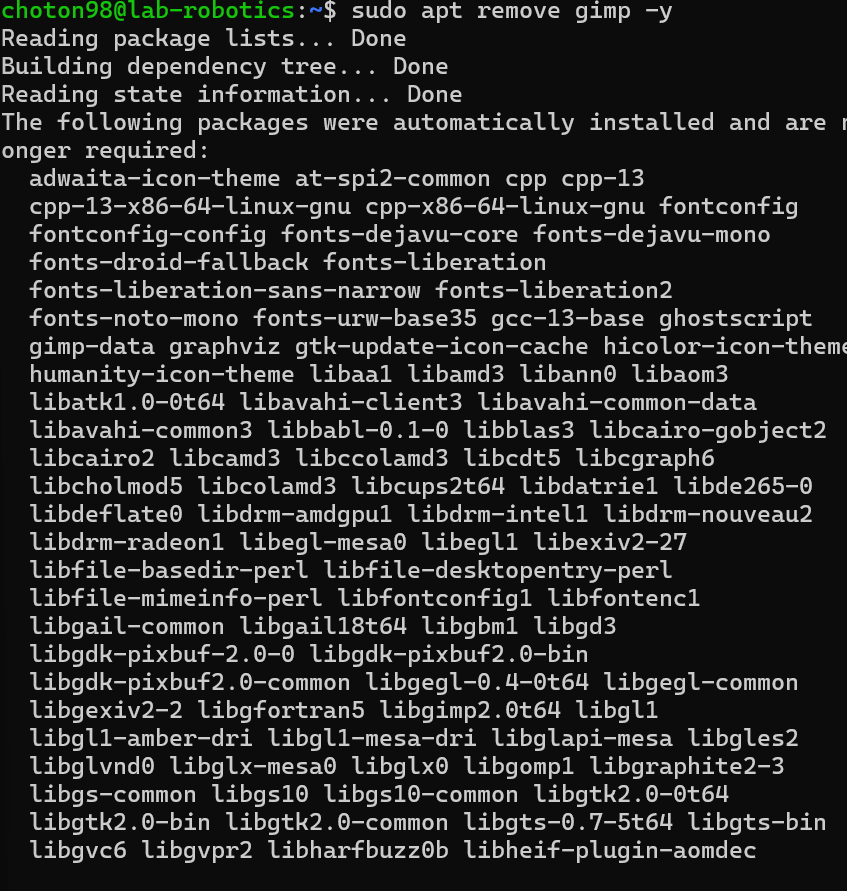 choton98@lab-robotics:~$ sudo apt remove gimp -y
Reading package lists... Done
Building dependency tree... Done
Reading state information... Done
The following packages were automatically installed and are
onger required:
adwaita-icon-theme at-spi2-common cpp cpp-13
cpp-13-x86-64-linux-gnu cpp-x86-64-linux-gnu fontconfig
fontconfig-config fonts-dejavu-core fonts-dejavu-mono
fonts-droid-fallback fonts-liberation
fonts-liberation-sans-narrow fonts-liberation2
fonts-noto-mono fonts-urw-base35 gcc-13-base ghostscript
gimp-data graphviz gtk-update-icon-cache hicolor-icon-theme
humanity-icon-theme libaa1 libamd3 libann0 libaom3
libatk1.0-0t64 libavahi-client3 libavahi-common-data
libavahi-common3 libbabl-0.1-0 libblas3 libcairo-gobject2
libcairo2 libcamd3 libccolamd3 libcdt5 libcgraph6
libcholmod5 libcolamd3 libcups2t64 libdatrie1 libde265-0
libdeflate0 libdrm-amdgpu1 libdrm-intel1 libdrm-nouveau2
libdrm-radeon1 libegl-mesa0 libegl1 libexiv2-27
libfile-basedir-perl libfile-desktopentry-perl
libfile-mimeinfo-perl libfontconfig1 libfontenc1
libgail-common libgail18t64 libgbm1 libgd3
libgdk-pixbuf-2.0-0 libgdk-pixbuf2.0-bin
libgdk-pixbuf2.0-common libgegl-0.4-0t64 libgegl-common
libgexiv2-2 libgfortran5 libgimp2.0t64 libgl1
libgl1-amber-dri libgl1-mesa-dri libglapi-mesa libgles2
libglvnd0 libglx-mesa0 libglx0 libgomp1 libgraphite2-3
libgs-common libgs10 libgs10-common libgtk2.0-0t64
libgtk2.0-bin libgtk2.0-common libgts-0.7-5t64 libgts-bin
libgvc6 libgvpr2 libharfbuzz0b libheif-plugin-aomdec